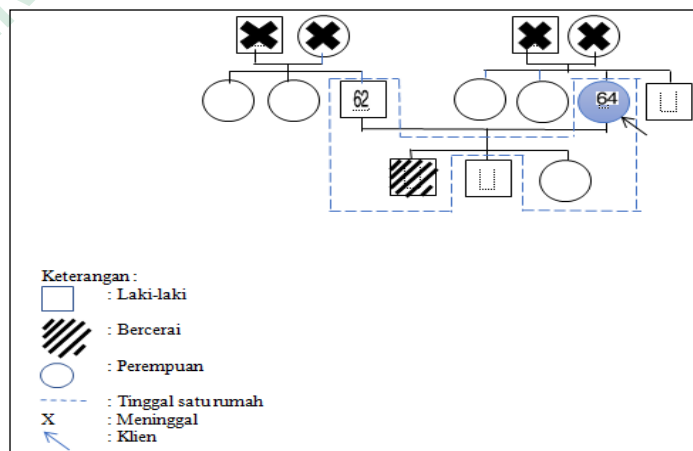 62
64
Keterangan :
: Laki-laki
: Bercerai
: Perempuan
: Tinggal satu rumah
X : Meninggal
: Klien